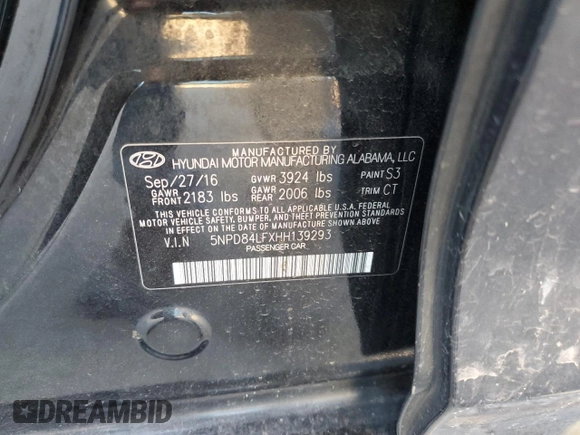 MANUFACTURED BY
HYUNDAI MOTOR MANUFACTURING ALABAMA, LLC
Sep/27/16 GVWR 3924 lbs PAINT S3
GAWR FRONT 2183 lbs GAWR REAR 2006 lbs TRIM CT
THIS VEHICLE CONFORMS TO ALL APPLICABLE U.S.A. FEDERAL
MOTOR VEHICLE SAFETY, BUMPER, AND THEFT PREVENTION STANDARDS
IN EFFECT ON THE DATE OF MANUFACTURE SHOWN ABOVE.
V.I.N 5NPD84LFXHH139293
PASSENGER CAR
DREAMBID